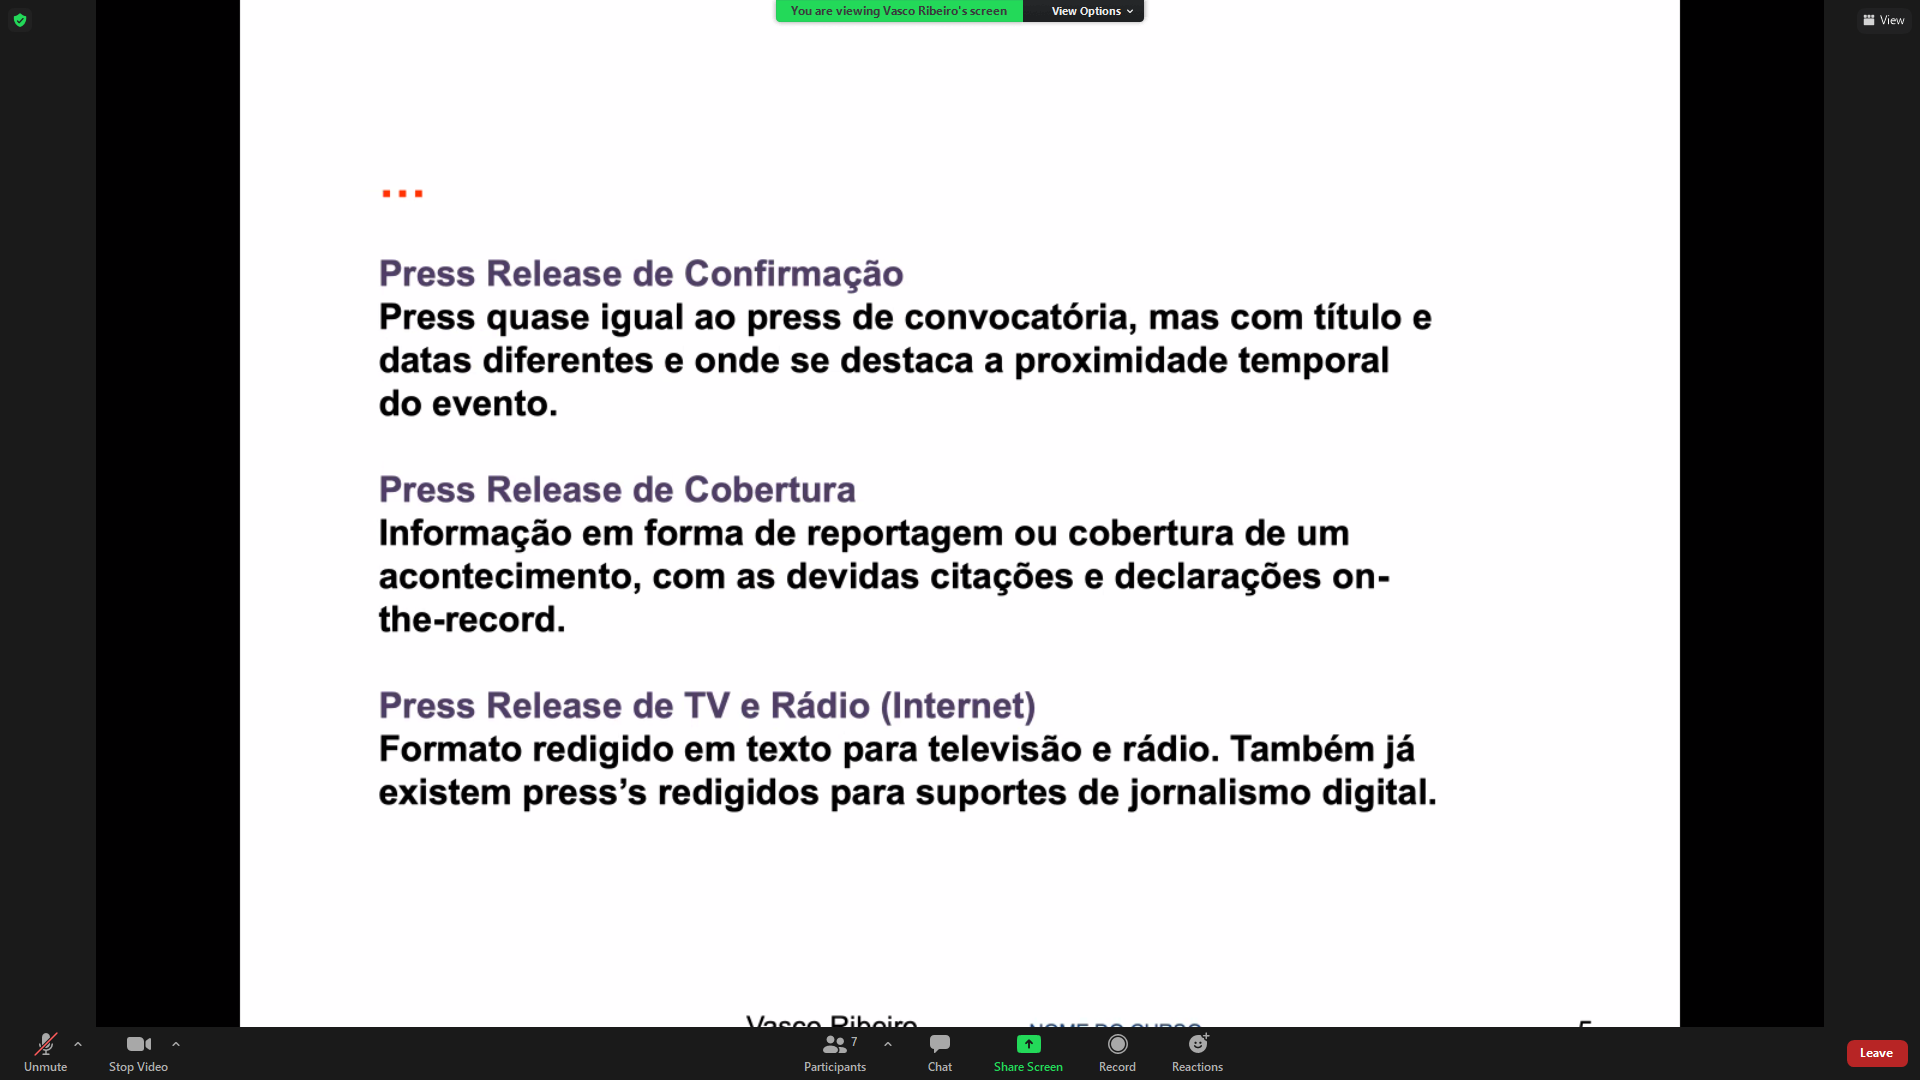 You are viewing Vasco Ribeiro's screen
View Options
View
...
Press Release de Confirmação
Press quase igual ao press de convocatória, mas com título e
datas diferentes e onde se destaca a proximidade temporal
do evento.
Press Release de Cobertura
Informação em forma de reportagem ou cobertura de um
acontecimento, com as devidas citações e declarações on-
the-record.
Press Release de TV e Rádio (Internet)
Formato redigido em texto para televisão e rádio. Também já
existem press’s redigidos para suportes de jornalismo digital.
Vasco Ribeiro
NOME DO CURSO
5
Unmute
Stop Video
7
Participants
Chat
Share Screen
Record
Reactions
Leave